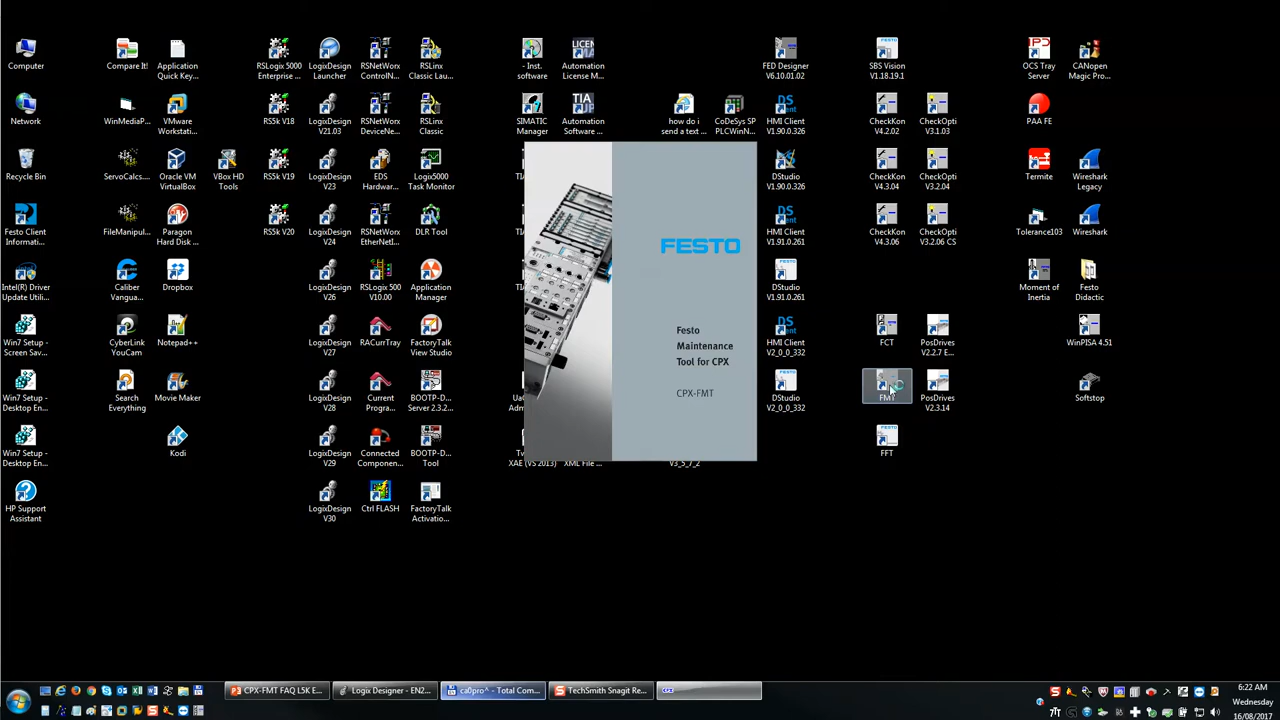 Computer
Compare It!
Application
Quick Key...
RSLogix 5000
Enterprise ...
LogixDesign
Launcher
RSNetWorx
ControlN...
RSLinx
Classic Lau...
- Inst.
software
Automation
License M...
FED Designer
V6.10.01.02
SBS Vision
V1.18.19.1
OCS Tray
Server
CANopen
Magic Pro...
Network
WinMediaP...
VMware
Workstati...
RS5k V18
LogixDesign
V21.03
RSNetWorx
DeviceNe...
RSLinx
Classic
SIMATIC
Manager
Automation
Software ...
how do i
send a text ...
CoDeSys SP
PLCWinN...
HMI Client
V1.90.0.326
CheckKon
V4.2.02
CheckOpti
V3.1.03
PAA FE
Recycle Bin
ServoCalcs...
Oracle VM
VirtualBox
VBox HD
Tools
RS5k V19
LogixDesign
V23
EDS
Hardwar...
Logix5000
Task Monitor
DStudio
V1.90.0.326
CheckKon
V4.3.04
CheckOpti
V3.2.04
Termite
Wireshark
Legacy
Festo Client
Informati...
FileManipul...
Paragon
Hard Disk ...
RS5k V20
LogixDesign
V24
RSNetWorx
EtherNetI...
DLR Tool
HMI Client
V1.91.0.261
CheckKon
V4.3.06
CheckOpti
V3.2.06 CS
Tolerance103
Wireshark
Intel(R) Driver
Update Utili...
Caliber
Vangua...
Dropbox
LogixDesign
V26
RSLogix 500
V10.00
Application
Manager
DStudio
V1.91.0.261
Moment of
Inertia
Festo
Didactic
Win7 Setup -
Screen Sav...
CyberLink
YouCam
Notepad++
LogixDesign
V27
RACurrTray
FactoryTalk
View Studio
HMI Client
V2_0_0_332
FCT
PosDrives
V2.2.7 E...
WinPISA 4.51
Win7 Setup -
Desktop En...
Search
Everything
Movie Maker
LogixDesign
V28
Current
Progra...
BOOTP-D...
Server 2.3.2...
DStudio
V2_0_0_332
FMT
PosDrives
V2.3.14
Softstop
Win7 Setup -
Desktop En...
Kodi
LogixDesign
V29
Connected
Componen...
BOOTP-D...
Tool
XAE (VS 2013)
XML File ...
V3_5_7_2
FFT
HP Support
Assistant
LogixDesign
V30
Ctrl FLASH
FactoryTalk
Activatio...
FESTO
Festo
Maintenance
Tool for CPX
CPX-FMT
CPX-FMT FAQ L5K E...
Logix Designer - EN2...
ca0pro^ - Total Com...
TechSmith Snagit Re...
6:22 AM
Wednesday
16/08/2017